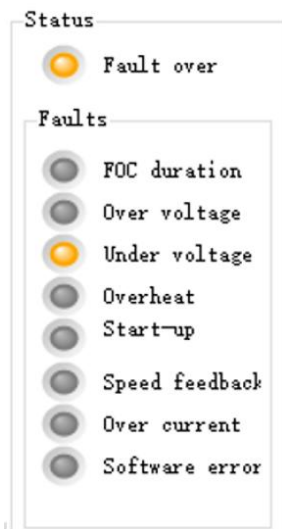 Status
Fault over
Faults
FOC duration
Over voltage
Under voltage
Overheat
Start-up
Speed feedback
Over current
Software error